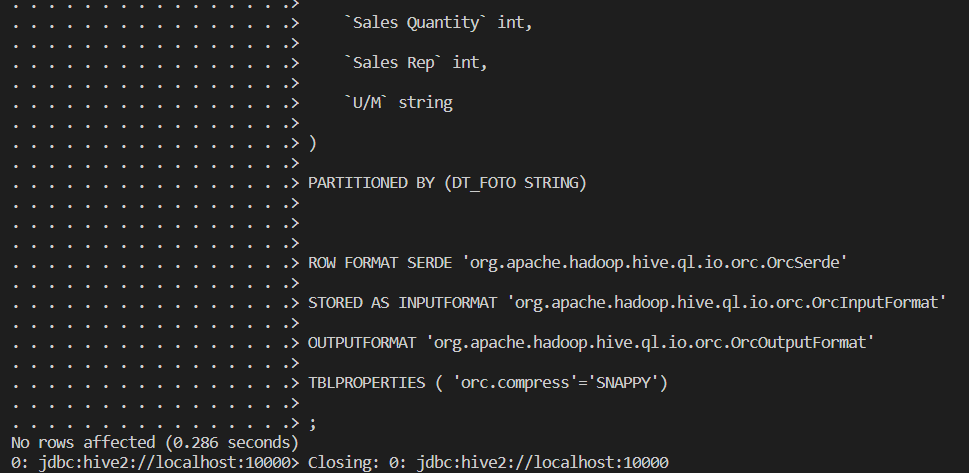 . . . . . . . . . . . . . . . .>
. . . . . . . . . . . . . . . .>     `Sales Quantity` int,
. . . . . . . . . . . . . . . .>
. . . . . . . . . . . . . . . .>     `Sales Rep` int,
. . . . . . . . . . . . . . . .>
. . . . . . . . . . . . . . . .>     `U/M` string
. . . . . . . . . . . . . . . .>
. . . . . . . . . . . . . . . .> )
. . . . . . . . . . . . . . . .>
. . . . . . . . . . . . . . . .> PARTITIONED BY (DT_FOTO STRING)
. . . . . . . . . . . . . . . .>
. . . . . . . . . . . . . . . .>
. . . . . . . . . . . . . . . .>
. . . . . . . . . . . . . . . .> ROW FORMAT SERDE 'org.apache.hadoop.hive.ql.io.orc.OrcSerde'
. . . . . . . . . . . . . . . .>
. . . . . . . . . . . . . . . .> STORED AS INPUTFORMAT 'org.apache.hadoop.hive.ql.io.orc.OrcInputFormat'
. . . . . . . . . . . . . . . .>
. . . . . . . . . . . . . . . .> OUTPUTFORMAT 'org.apache.hadoop.hive.ql.io.orc.OrcOutputFormat'
. . . . . . . . . . . . . . . .>
. . . . . . . . . . . . . . . .> TBLPROPERTIES ( 'orc.compress'='SNAPPY')
. . . . . . . . . . . . . . . .>
. . . . . . . . . . . . . . . .> ;
No rows affected (0.286 seconds)
0: jdbc:hive2://localhost:10000> Closing: 0: jdbc:hive2://localhost:10000